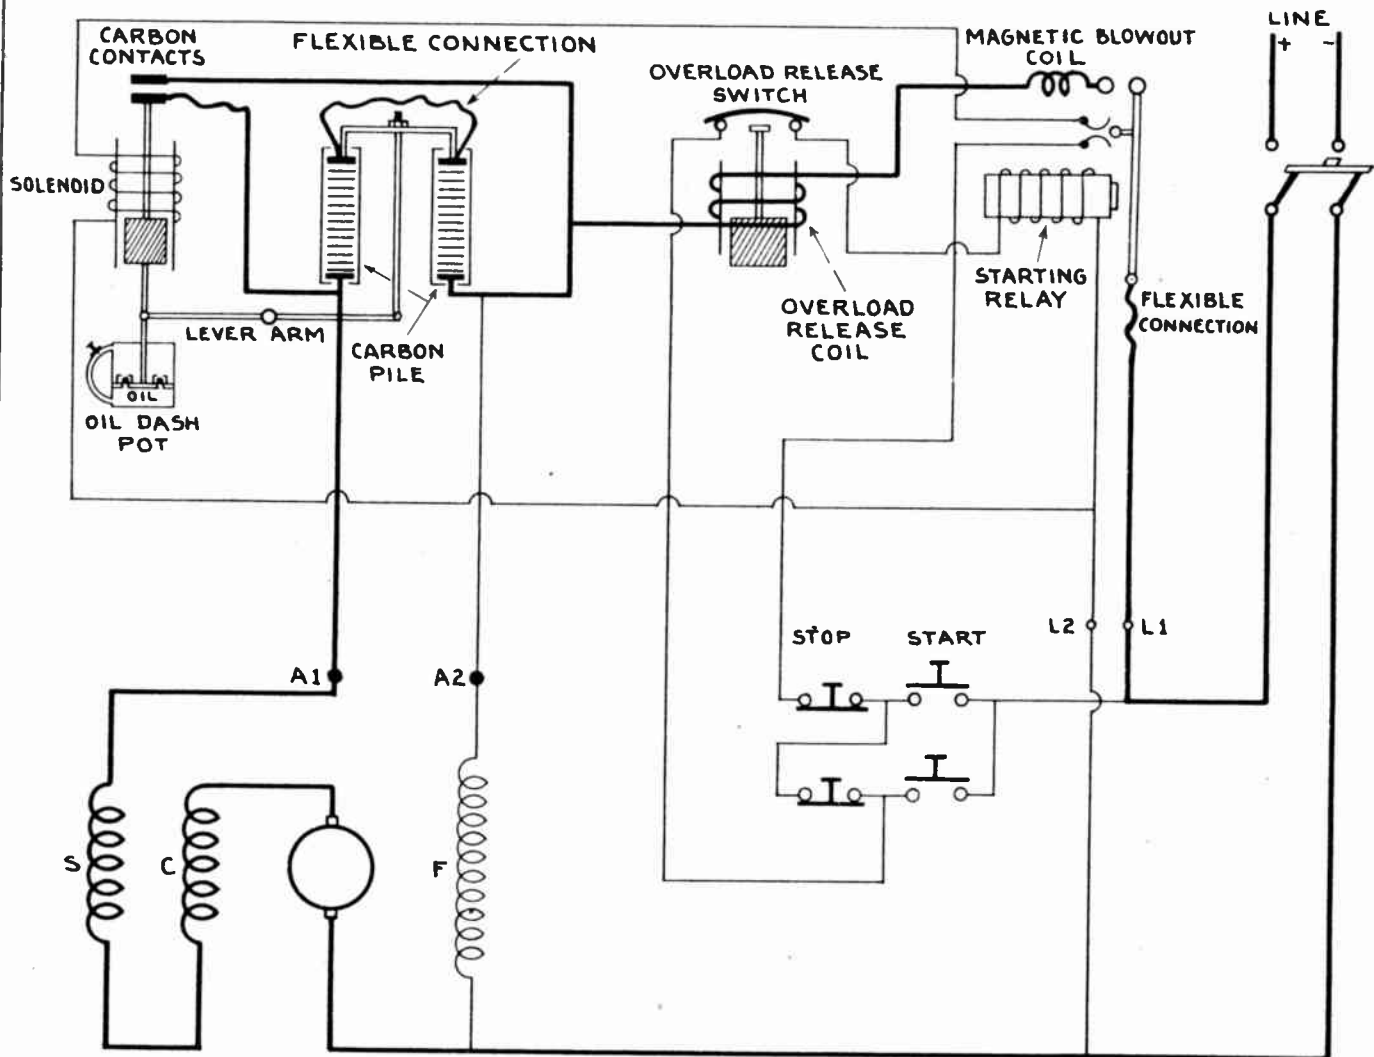 LINE
+ -
CARBON
CONTACTS
FLEXIBLE CONNECTION
OVERLOAD RELEASE
SWITCH
MAGNETIC BLOWOUT
COIL
SOLENOID
STARTING
RELAY
FLEXIBLE
CONNECTION
OVERLOAD
RELEASE
COIL
LEVER ARM
CARBON
PILE
OIL
OIL DASH
POT
L2
L1
STOP
START
A1
A2
S
C
F